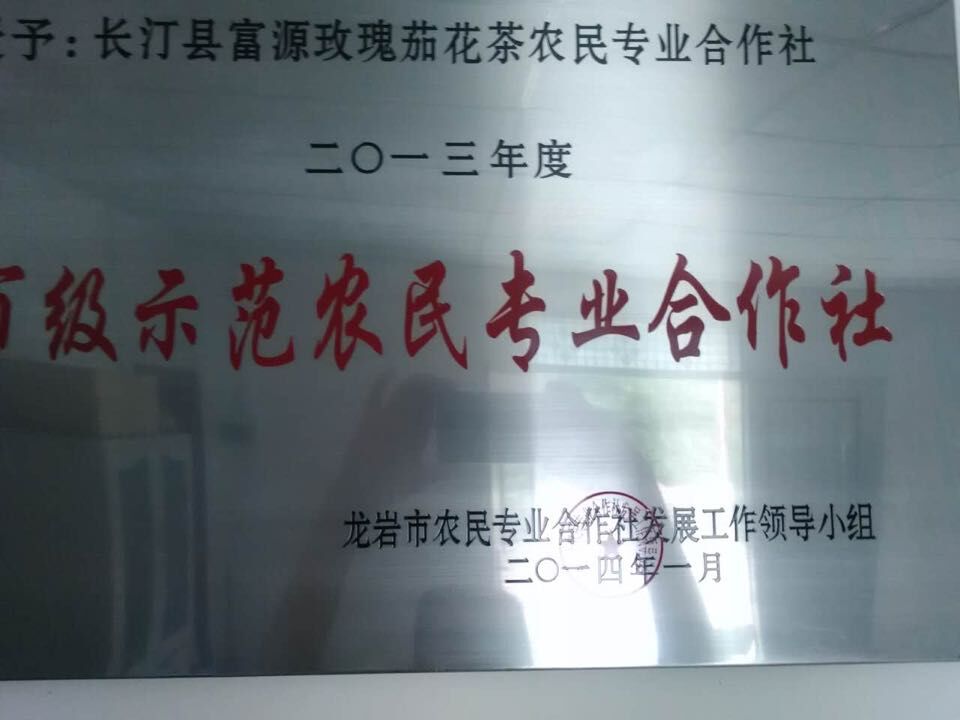 予：长汀县富源玫瑰茄花茶农民专业合作社
二〇一三年度
级示范农民专业合作社
龙岩市农民专业合作社发展工作领导小组
二〇一四年一月